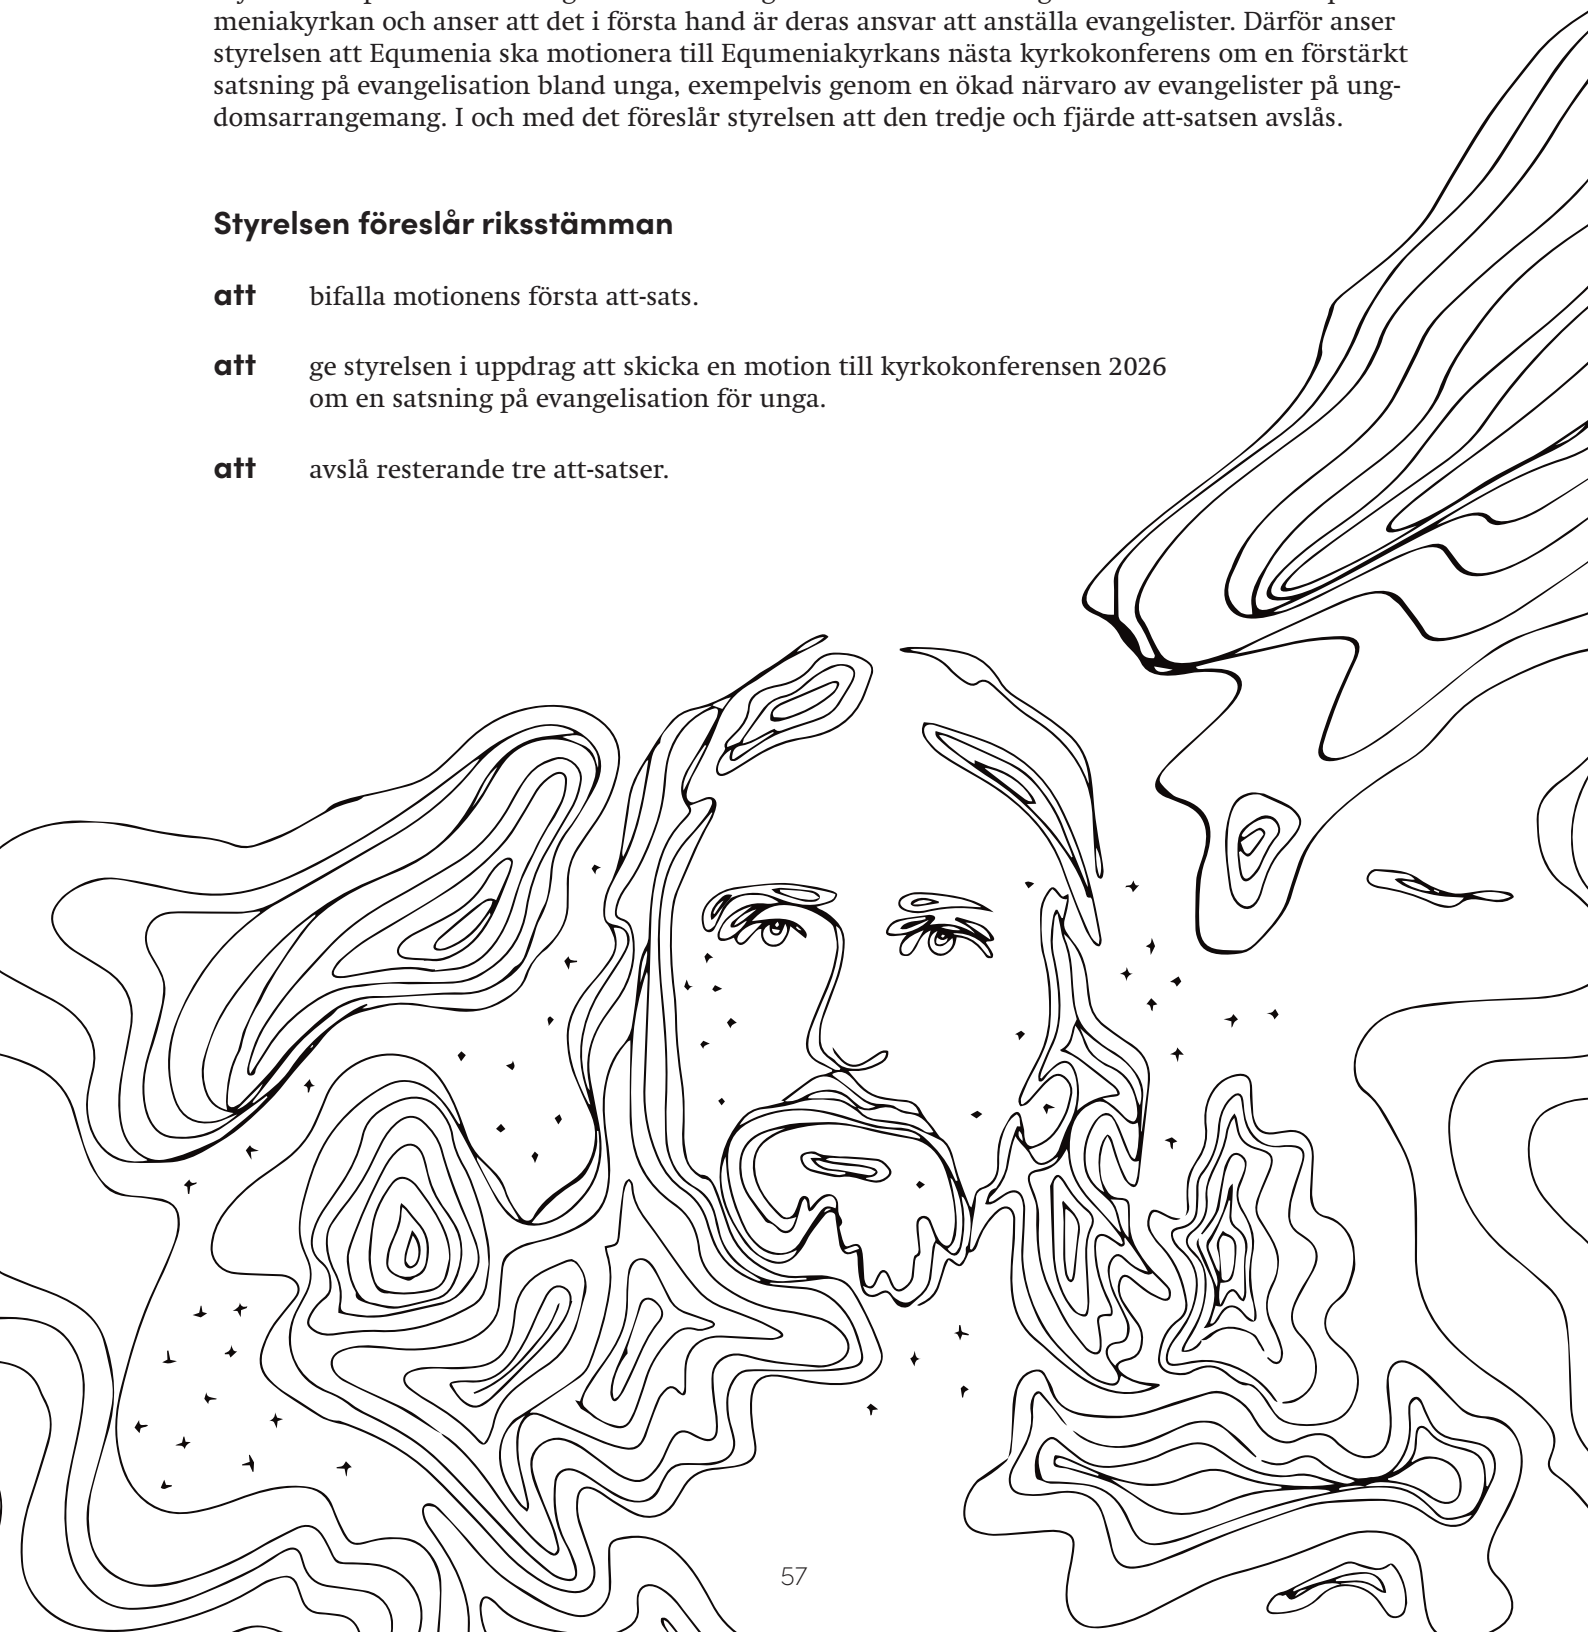 meniakyrkan och anser att det i första hand är deras ansvar att anställa evangelister. Därför anser
styrelsen att Equmenia ska motionera till Equmeniakyrkans nästa kyrkokonferens om en förstärkt
satsning på evangelisation bland unga, exempelvis genom en ökad närvaro av evangelister på ung-
domsarrangemang. I och med det föreslår styrelsen att den tredje och fjärde att-satsen avslås.
Styrelsen föreslår riksstämman
att bifalla motionens första att-sats.
att ge styrelsen i uppdrag att skicka en motion till kyrkokonferensen 2026
om en satsning på evangelisation för unga.
att avslå resterande tre att-satser.
57